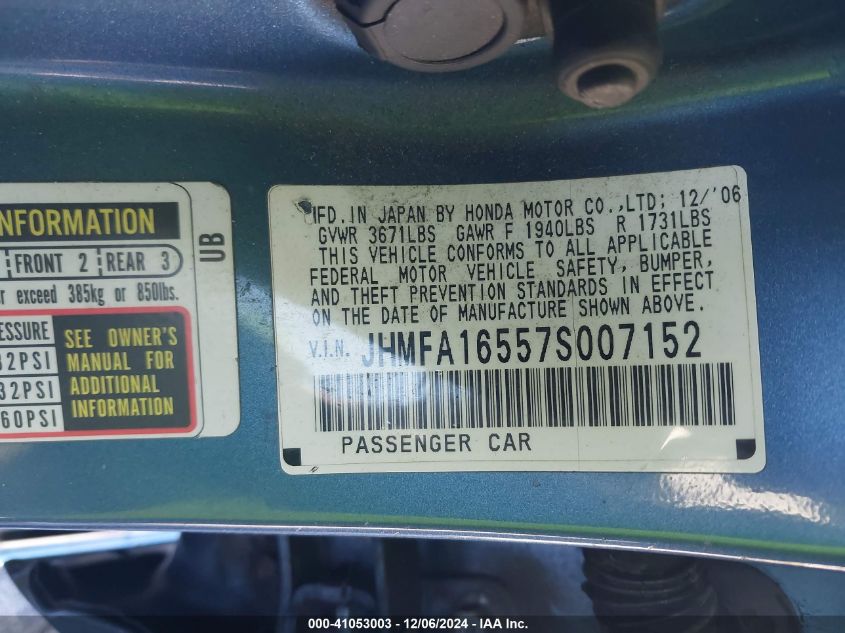 NFORMATION
FRONT 2 REAR 3
r exceed 385kg or 850lbs.
RESSURE
32PSI
32PSI
60PSI
SEE OWNER'S
MANUAL FOR
ADDITIONAL
INFORMATION
UB
MFD.IN JAPAN BY HONDA MOTOR CO.,LTD; 12/'06
GVWR 3671LBS GAWR F 1940LBS R 1731LBS
THIS VEHICLE CONFORMS TO ALL APPLICABLE
FEDERAL MOTOR VEHICLE SAFETY, BUMPER,
AND THEFT PREVENTION STANDARDS IN EFFECT
ON THE DATE OF MANUFACTURE SHOWN ABOVE.
V.I.N. JHMFA16557S007152
PASSENGER CAR
000-41053003 - 12/06/2024 - IAA Inc.